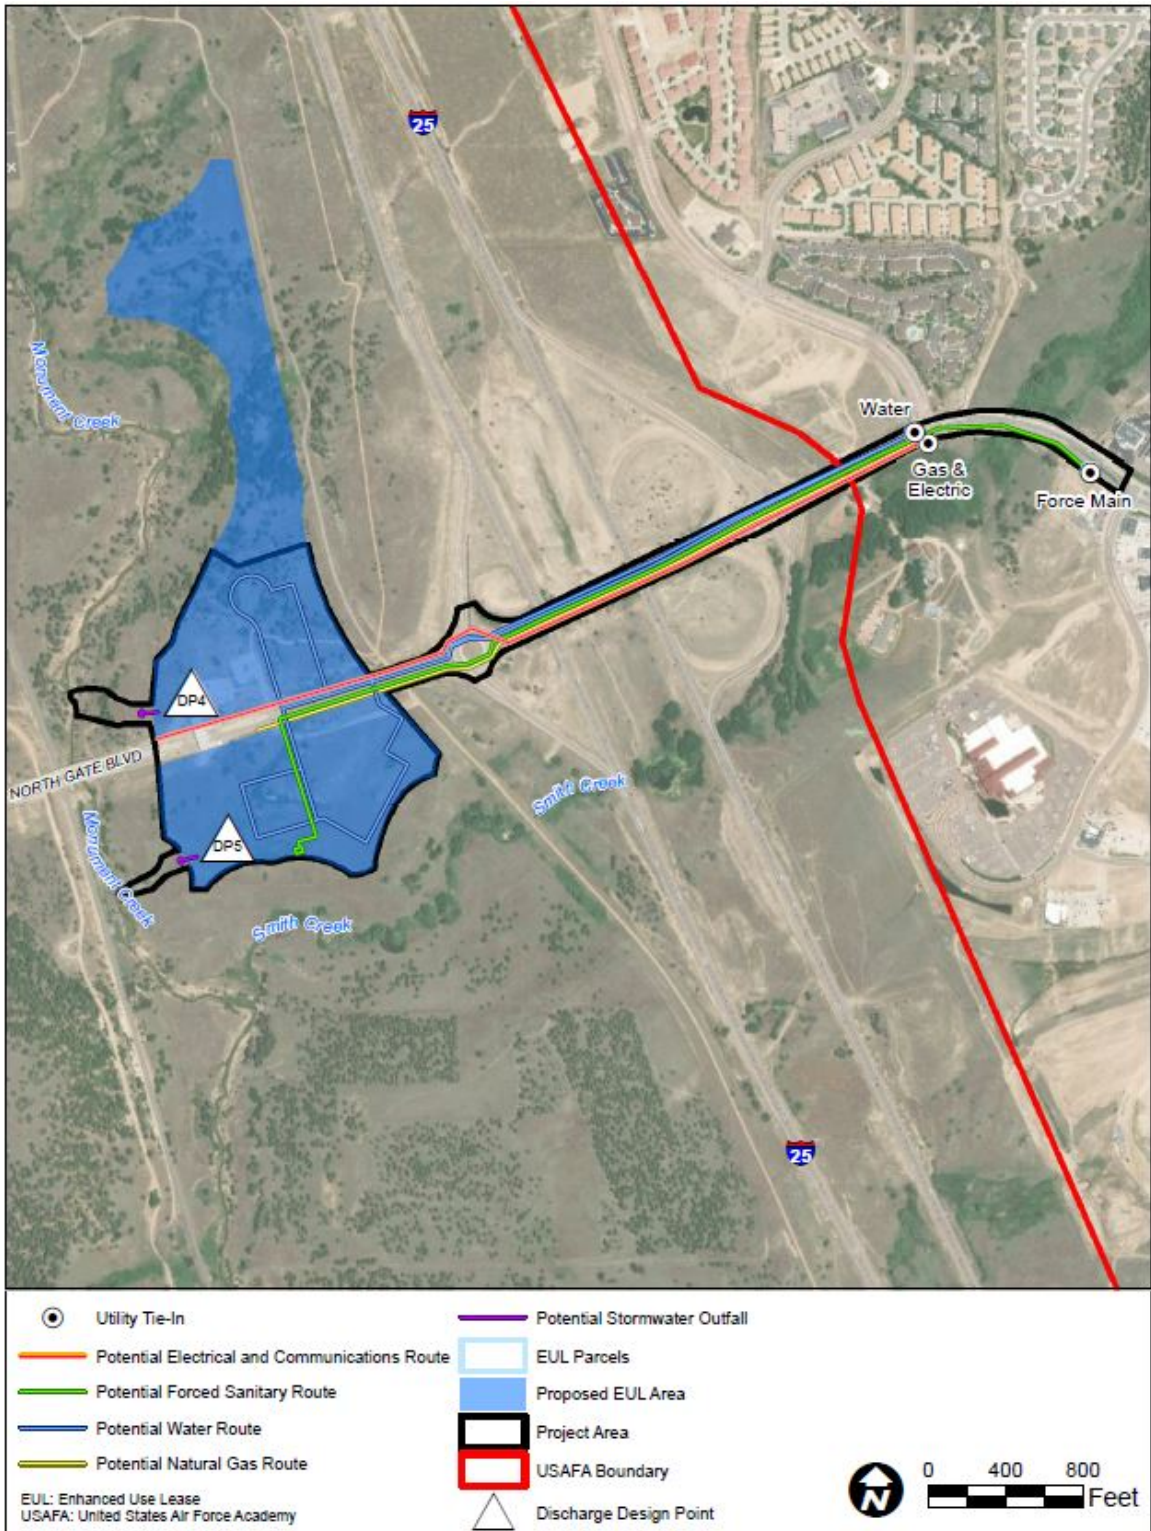 25
Monument Creek
Water
Gas &
Electric
Force Main
DP4
NORTH GATE BLVD
Smith Creek
DP5
Monument Creek
Smith Creek
25
Utility Tie-In
Potential Electrical and Communications Route
Potential Forced Sanitary Route
Potential Water Route
Potential Natural Gas Route
EUL: Enhanced Use Lease
USAFA: United States Air Force Academy
Potential Stormwater Outfall
EUL Parcels
Proposed EUL Area
Project Area
USAFA Boundary
Discharge Design Point
N
0 400 800
Feet